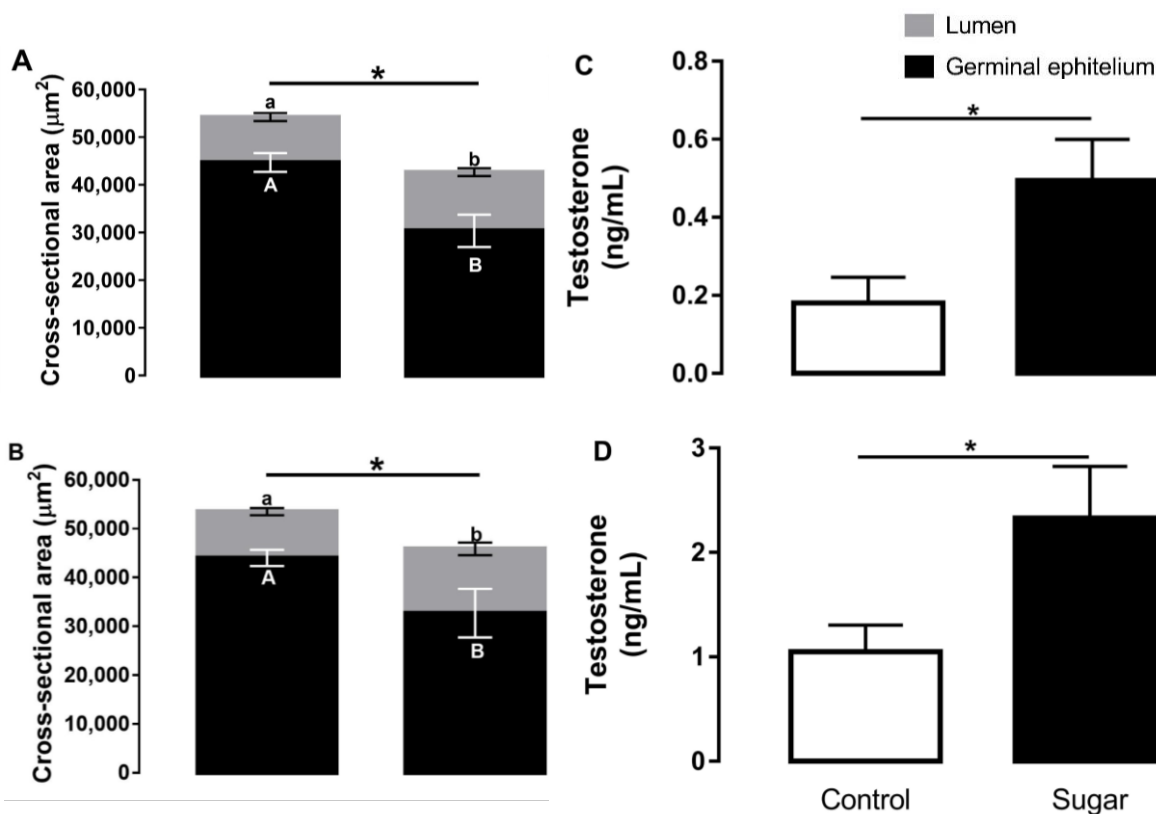 Lumen
Germinal ephitelium
A
Cross-sectional area (µm²)
60,000
50,000
40,000
30,000
20,000
10,000
0
*
a
A
b
B
C
Testosterone
(ng/mL)
0.8
0.6
0.4
0.2
0.0
*
B
Cross-sectional area (µm²)
60,000
50,000
40,000
30,000
20,000
10,000
0
*
a
A
b
B
D
Testosterone
(ng/mL)
3
2
1
0
*
Control
Sugar